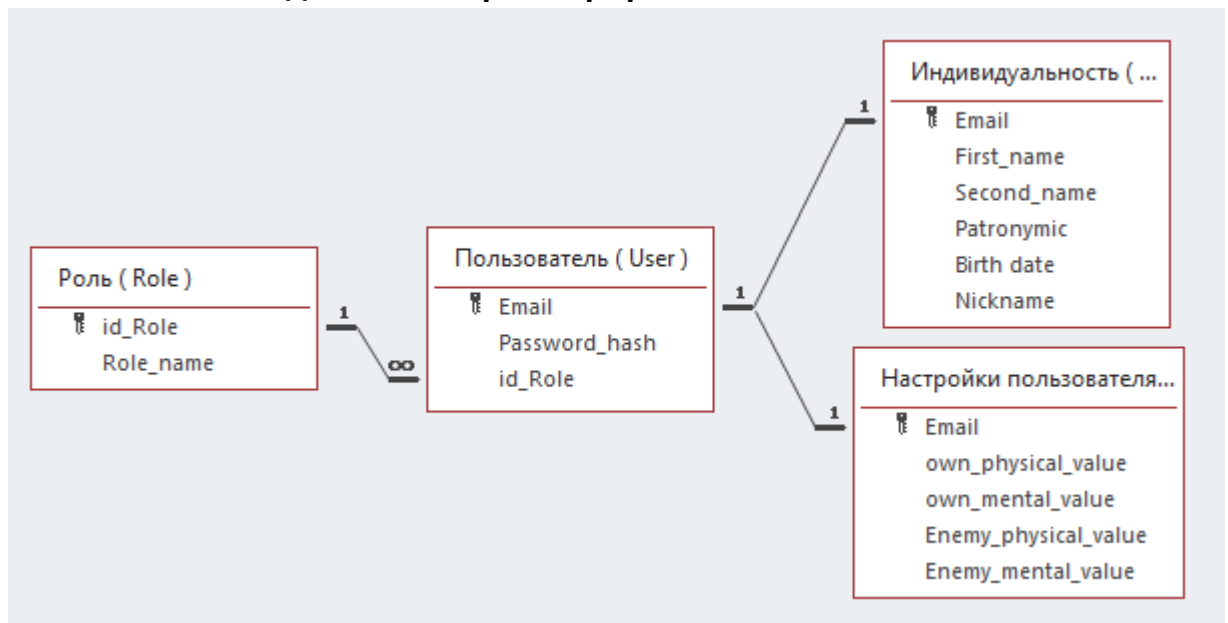 Роль ( Role )
id_Role
Role_name
1
∞
Пользователь ( User )
Email
Password_hash
id_Role
1
1
Индивидуальность ( ...
Email
First_name
Second_name
Patronymic
Birth date
Nickname
1
Настройки пользователя...
Email
own_physical_value
own_mental_value
Enemy_physical_value
Enemy_mental_value